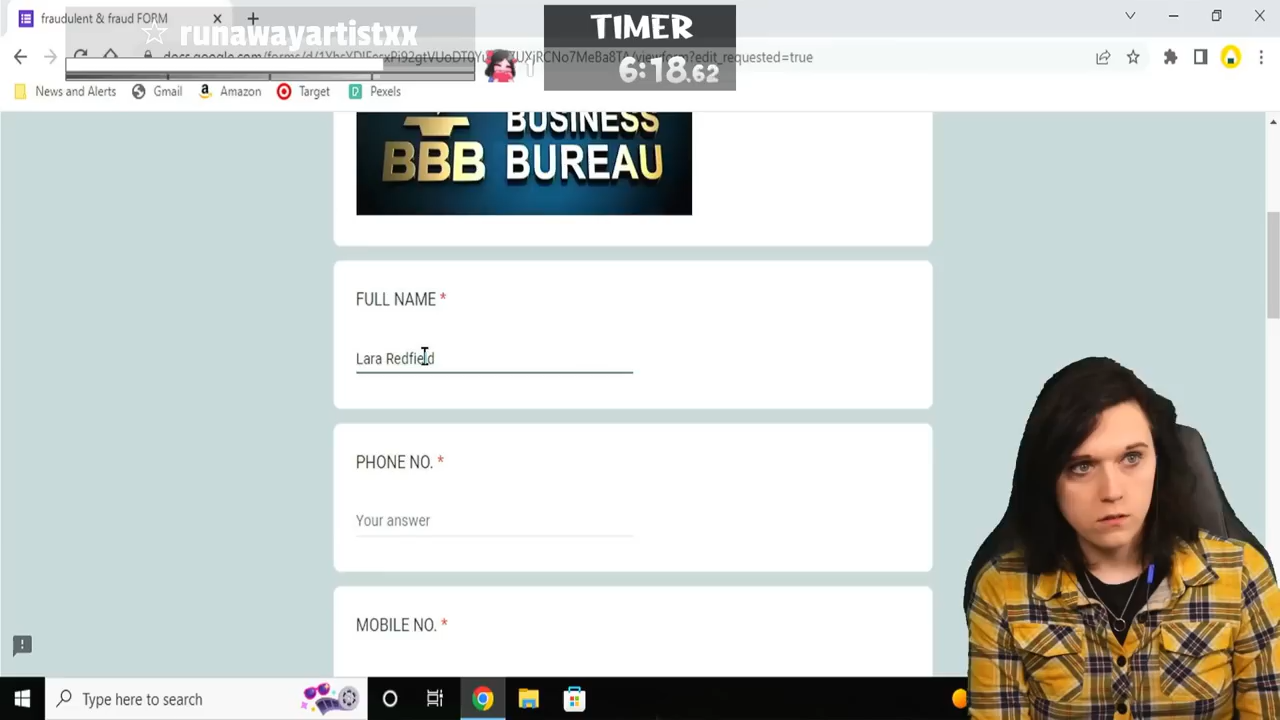 fraudulent & fraud FORM
runawayartistxx
TIMER
6:18.62
News and Alerts
Gmail
Amazon
Target
Pexels
BUSINESS
BBB BUREAU
FULL NAME *
Lara Redfield
PHONE NO. *
Your answer
MOBILE NO. *
Type here to search